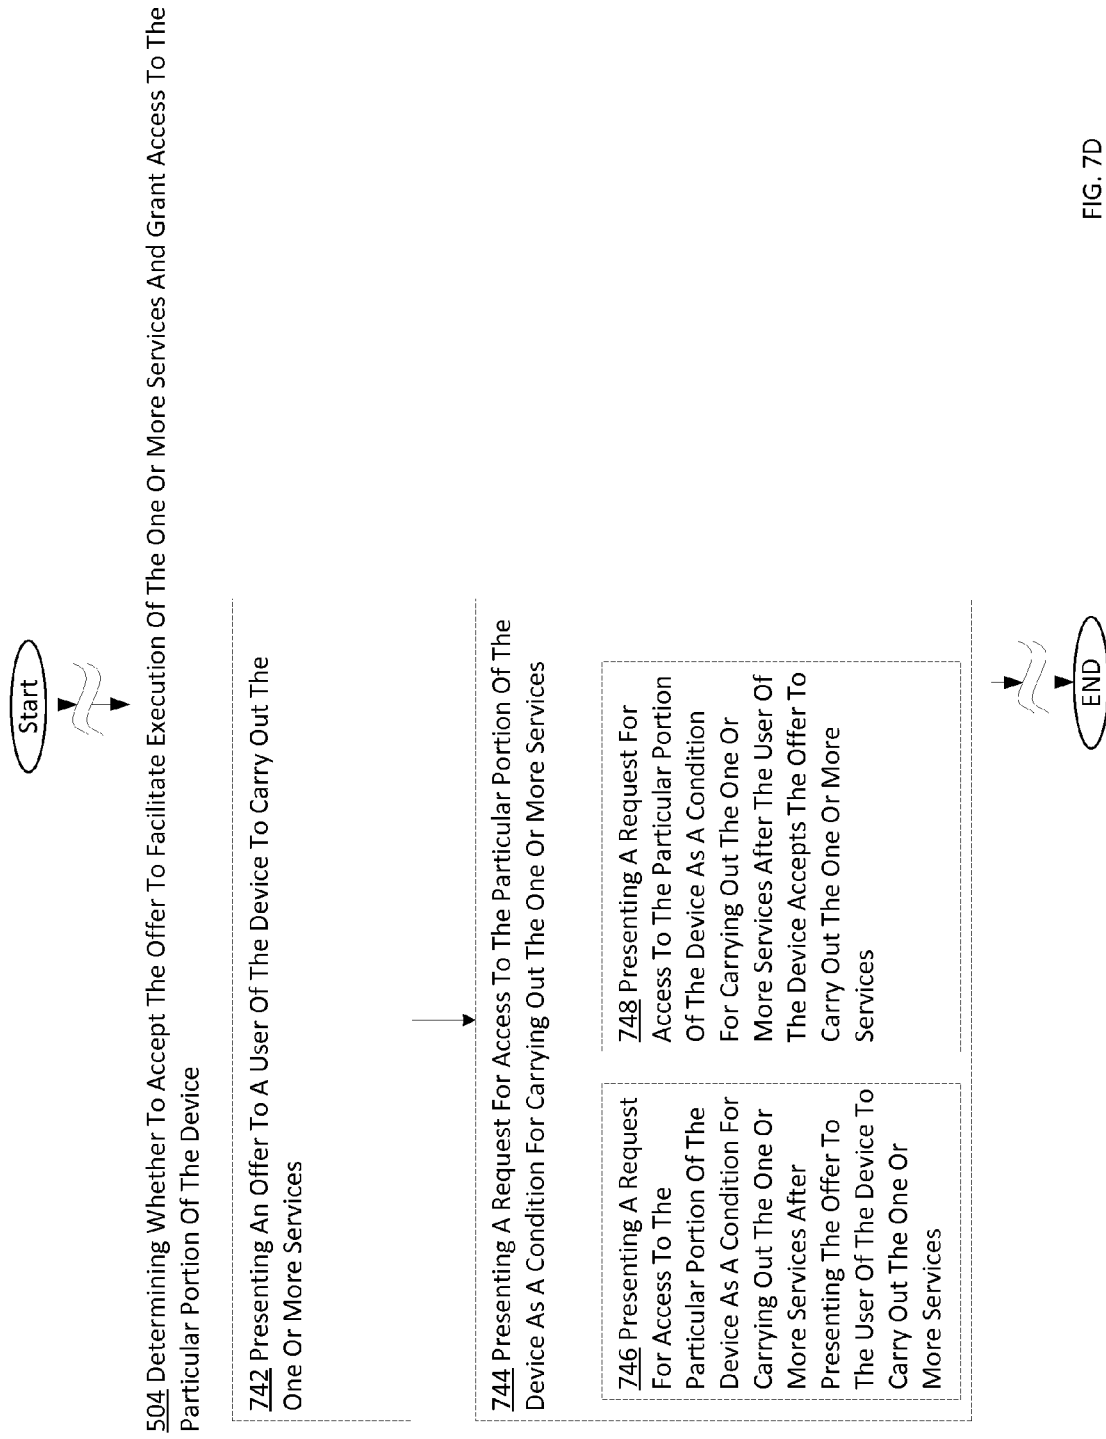 Start
504 Determining Whether To Accept The Offer To Facilitate Execution Of The One Or More Services And Grant Access To The
Particular Portion Of The Device
742 Presenting An Offer To A User Of The Device To Carry Out The
One Or More Services
744 Presenting A Request For Access To The Particular Portion Of The
Device As A Condition For Carrying Out The One Or More Services
746 Presenting A Request
For Access To The
Particular Portion Of The
Device As A Condition For
Carrying Out The One Or
More Services After
Presenting The Offer To
The User Of The Device To
Carry Out The One Or
More Services
748 Presenting A Request For
Access To The Particular Portion
Of The Device As A Condition
For Carrying Out The One Or
More Services After The User Of
The Device Accepts The Offer To
Carry Out The One Or More
Services
END
FIG. 7D